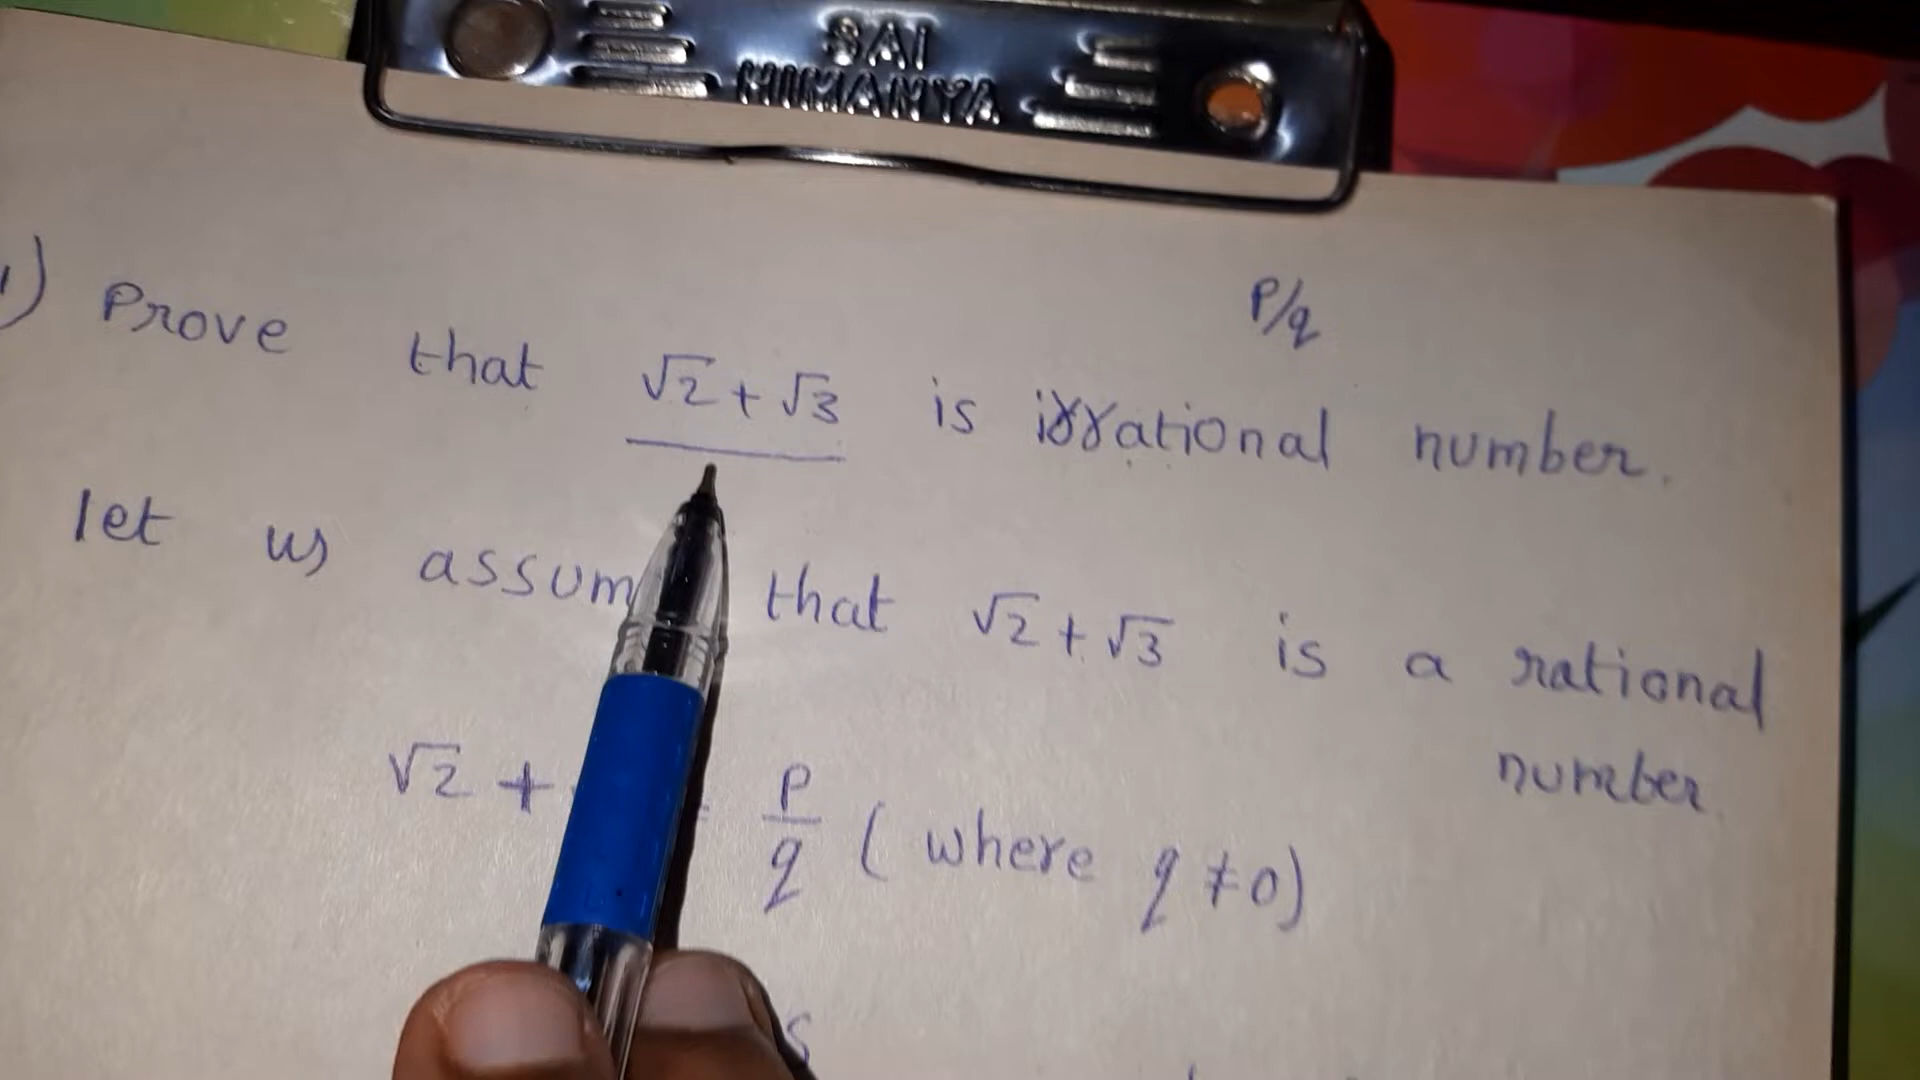 SAI
HIMAHYA
P/q
1) Prove that √2 + √3 is irrational number.
let us assum that √2 + √3 is a rational
number.
√2 + = p/q ( where q ≠ 0)
s